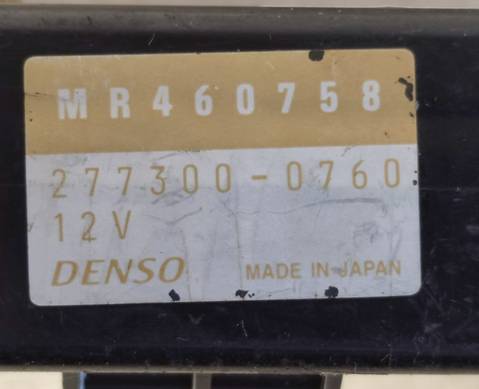 MR460758
277300-0760
12V
DENSO
MADE IN JAPAN